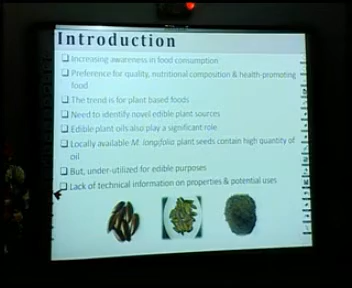 Introduction
Increasing awareness in food consumption
Preference for quality, nutritional composition & health-promoting
food
The trend is for plant based foods
Need to identify novel edible plant sources
Edible plant oils also play a significant role
Locally available M. longifolia plant seeds contain high quantity of
oil
But, under-utilized for edible purposes
Lack of technical information on properties & potential uses